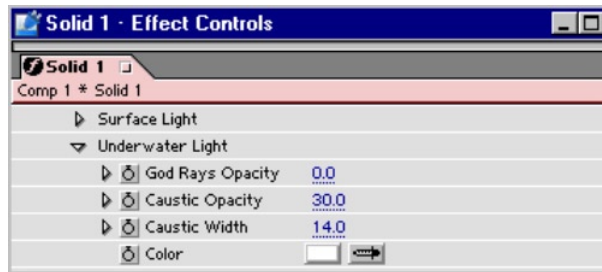 Solid 1 · Effect Controls
Solid 1
Comp 1 * Solid 1
Surface Light
Underwater Light
God Rays Opacity 0.0
Caustic Opacity 30.0
Caustic Width 14.0
Color